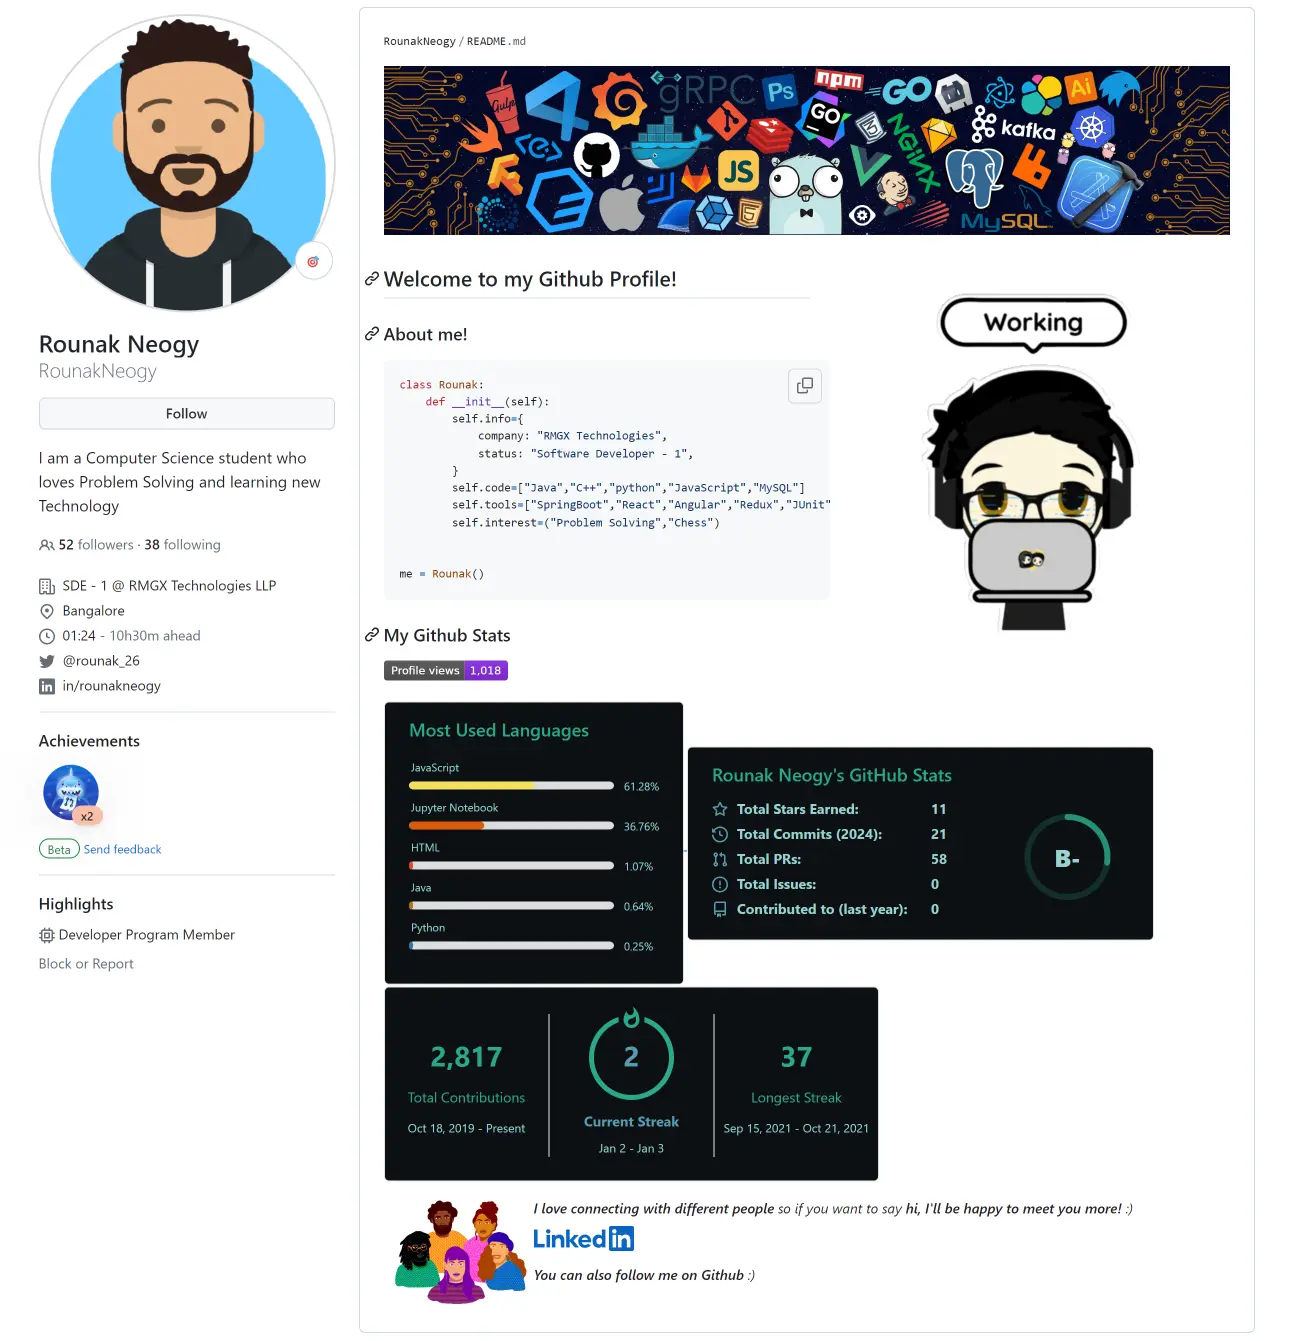 Rounak Neogy
RounakNeogy
Follow
I am a Computer Science student who
loves Problem Solving and learning new
Technology
52 followers · 38 following
SDE - 1 @ RMGX Technologies LLP
Bangalore
01:24 - 10h30m ahead
@rounak_26
in/rounakneogy
Achievements
x2
Beta Send feedback
Highlights
Developer Program Member
Block or Report
RounakNeogy / README.md
Gulp
gRPC
Ps
npm
GO
Ai
GO
kafka
JS
NGiNX
MySQL
Welcome to my Github Profile!
About me!
class Rounak:
def __init__(self):
self.info={
company: "RMGX Technologies",
status: "Software Developer - 1",
}
self.code=["Java","C++","python","JavaScript","MySQL"]
self.tools=["SpringBoot","React","Angular","Redux","JUnit"
self.interest=("Problem Solving","Chess")
me = Rounak()
Working
My Github Stats
Profile views 1,018
Most Used Languages
JavaScript
61.28%
Jupyter Notebook
36.76%
HTML
1.07%
Java
0.64%
Python
0.25%
Rounak Neogy's GitHub Stats
Total Stars Earned: 11
Total Commits (2024): 21
Total PRs: 58
Total Issues: 0
Contributed to (last year): 0
B-
2,817
Total Contributions
Oct 18, 2019 - Present
2
Current Streak
Jan 2 - Jan 3
37
Longest Streak
Sep 15, 2021 - Oct 21, 2021
I love connecting with different people so if you want to say hi, I'll be happy to meet you more! :)
Linked in
You can also follow me on Github :)